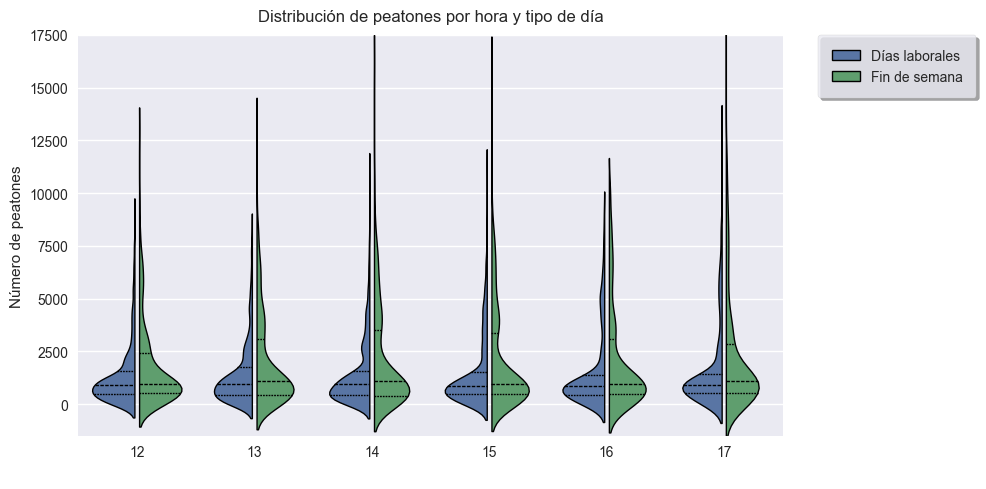 Distribución de peatones por hora y tipo de día
Días laborales
Fin de semana
Número de peatones
17500
15000
12500
10000
7500
5000
2500
0
12 13 14 15 16 17